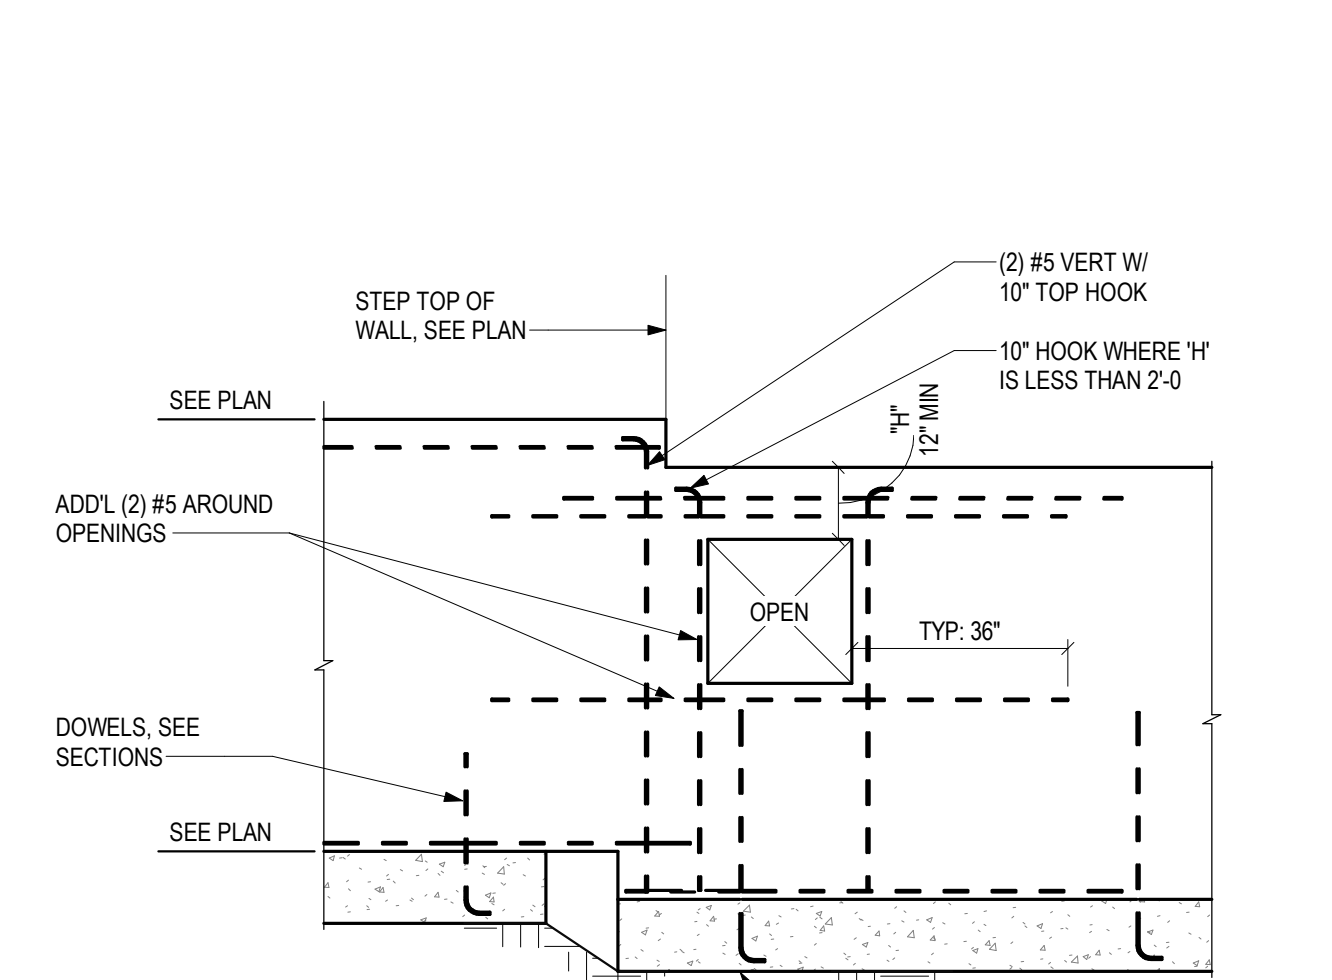 (2) #5 VERT W/
10" TOP HOOK
STEP TOP OF
WALL, SEE PLAN
10" HOOK WHERE 'H'
IS LESS THAN 2'-0
SEE PLAN
"H"
12" MIN
ADD'L (2) #5 AROUND
OPENINGS
OPEN
TYP: 36"
DOWELS, SEE
SECTIONS
SEE PLAN